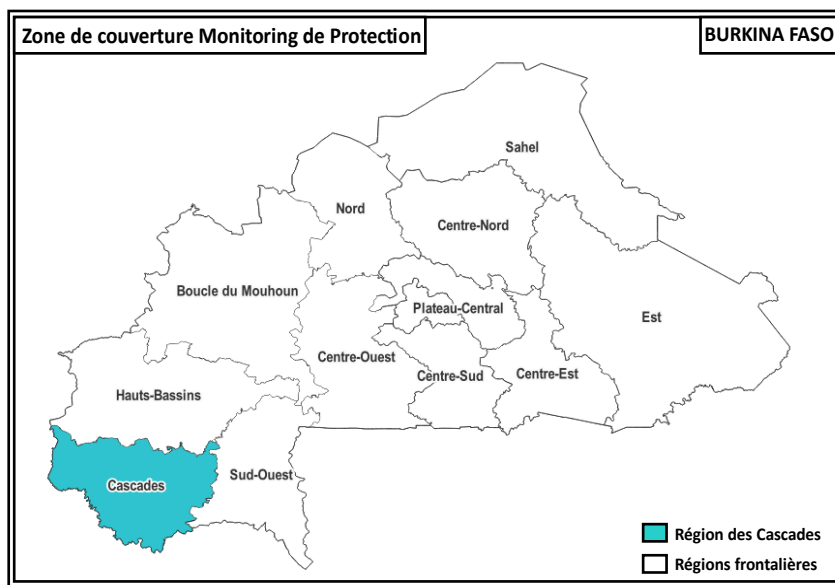 Zone de couverture Monitoring de Protection
BURKINA FASO
Sahel
Nord
Centre-Nord
Boucle du Mouhoun
Plateau-Central
Est
Centre-Ouest
Centre-Sud
Centre-Est
Hauts-Bassins
Sud-Ouest
Cascades
Région des Cascades
Régions frontalières